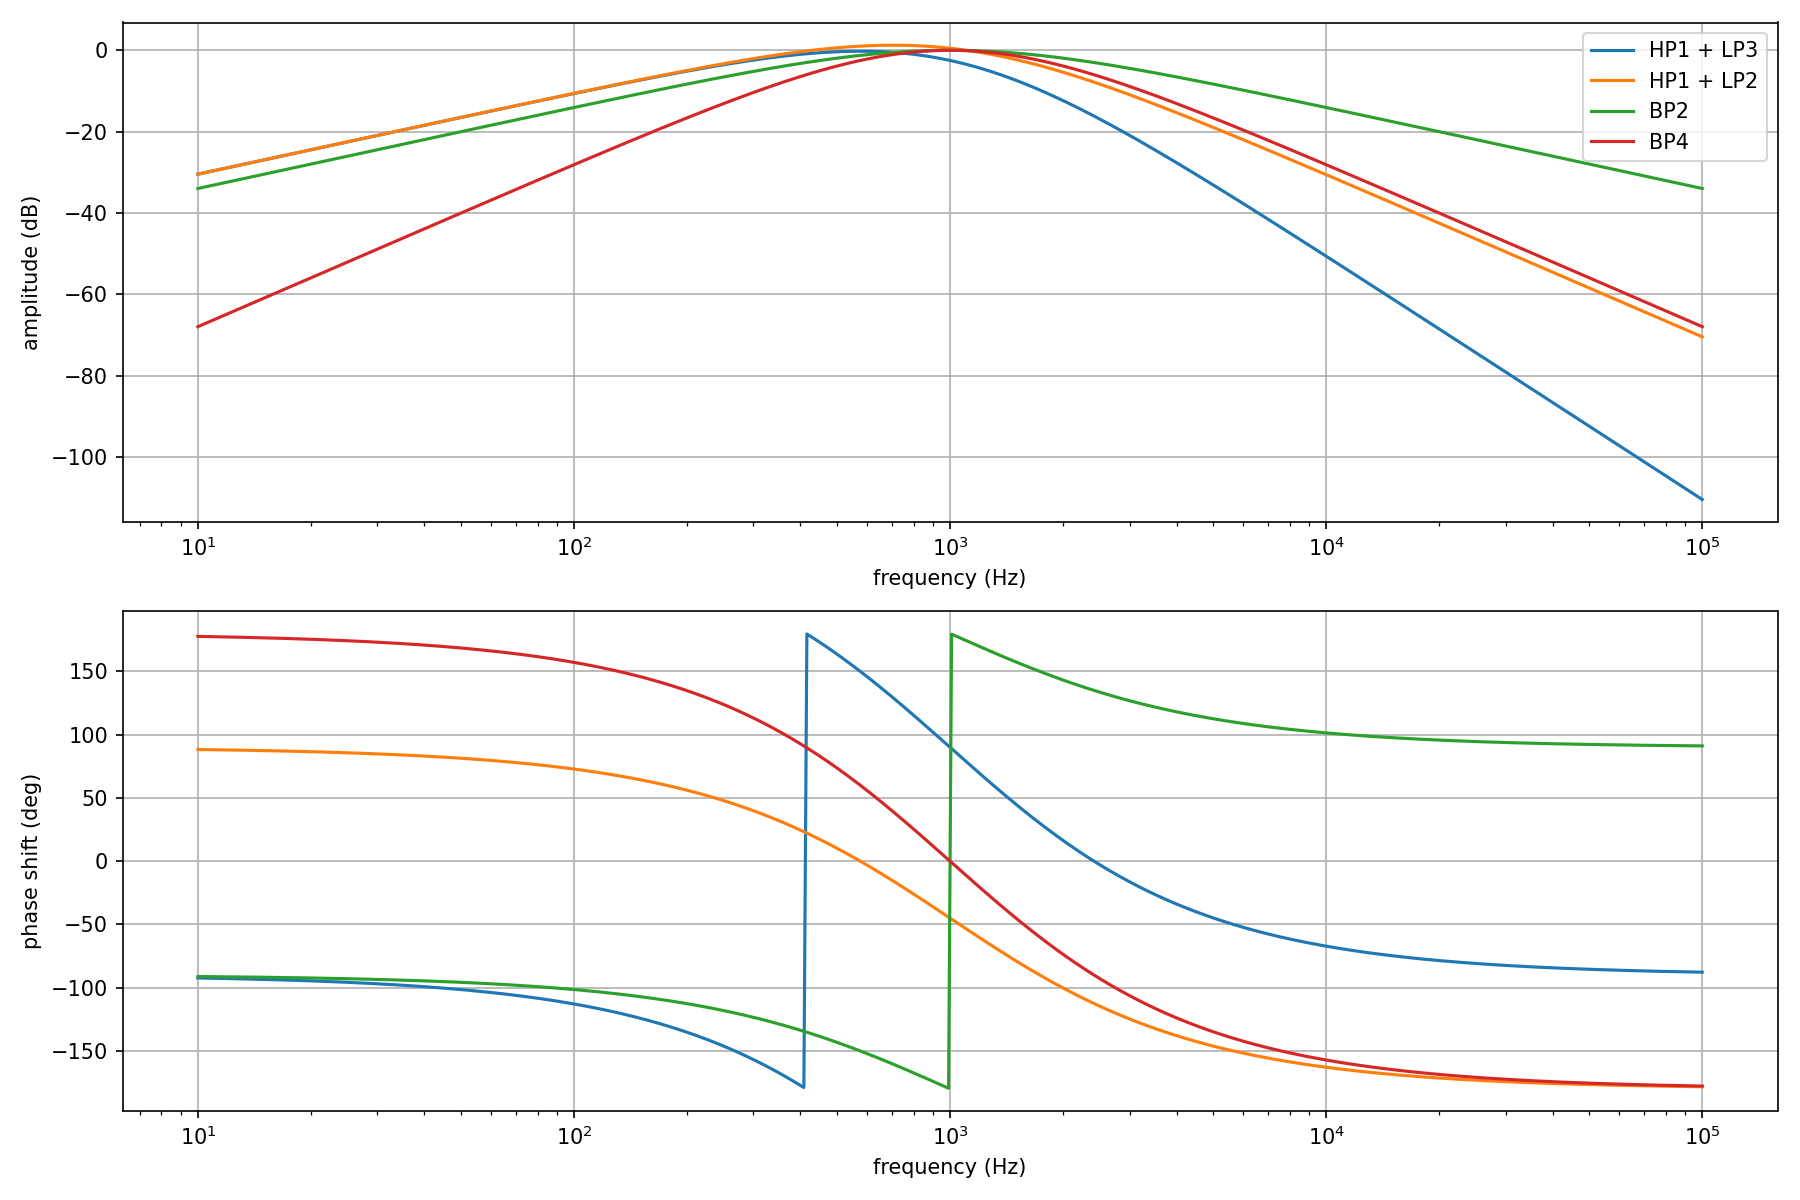 0
−20
−40
−60
−80
−100
amplitude (dB)
10¹ 10² 10³ 10⁴ 10⁵
frequency (Hz)
HP1 + LP3
HP1 + LP2
BP2
BP4
150
100
50
0
−50
−100
−150
phase shift (deg)
10¹ 10² 10³ 10⁴ 10⁵
frequency (Hz)